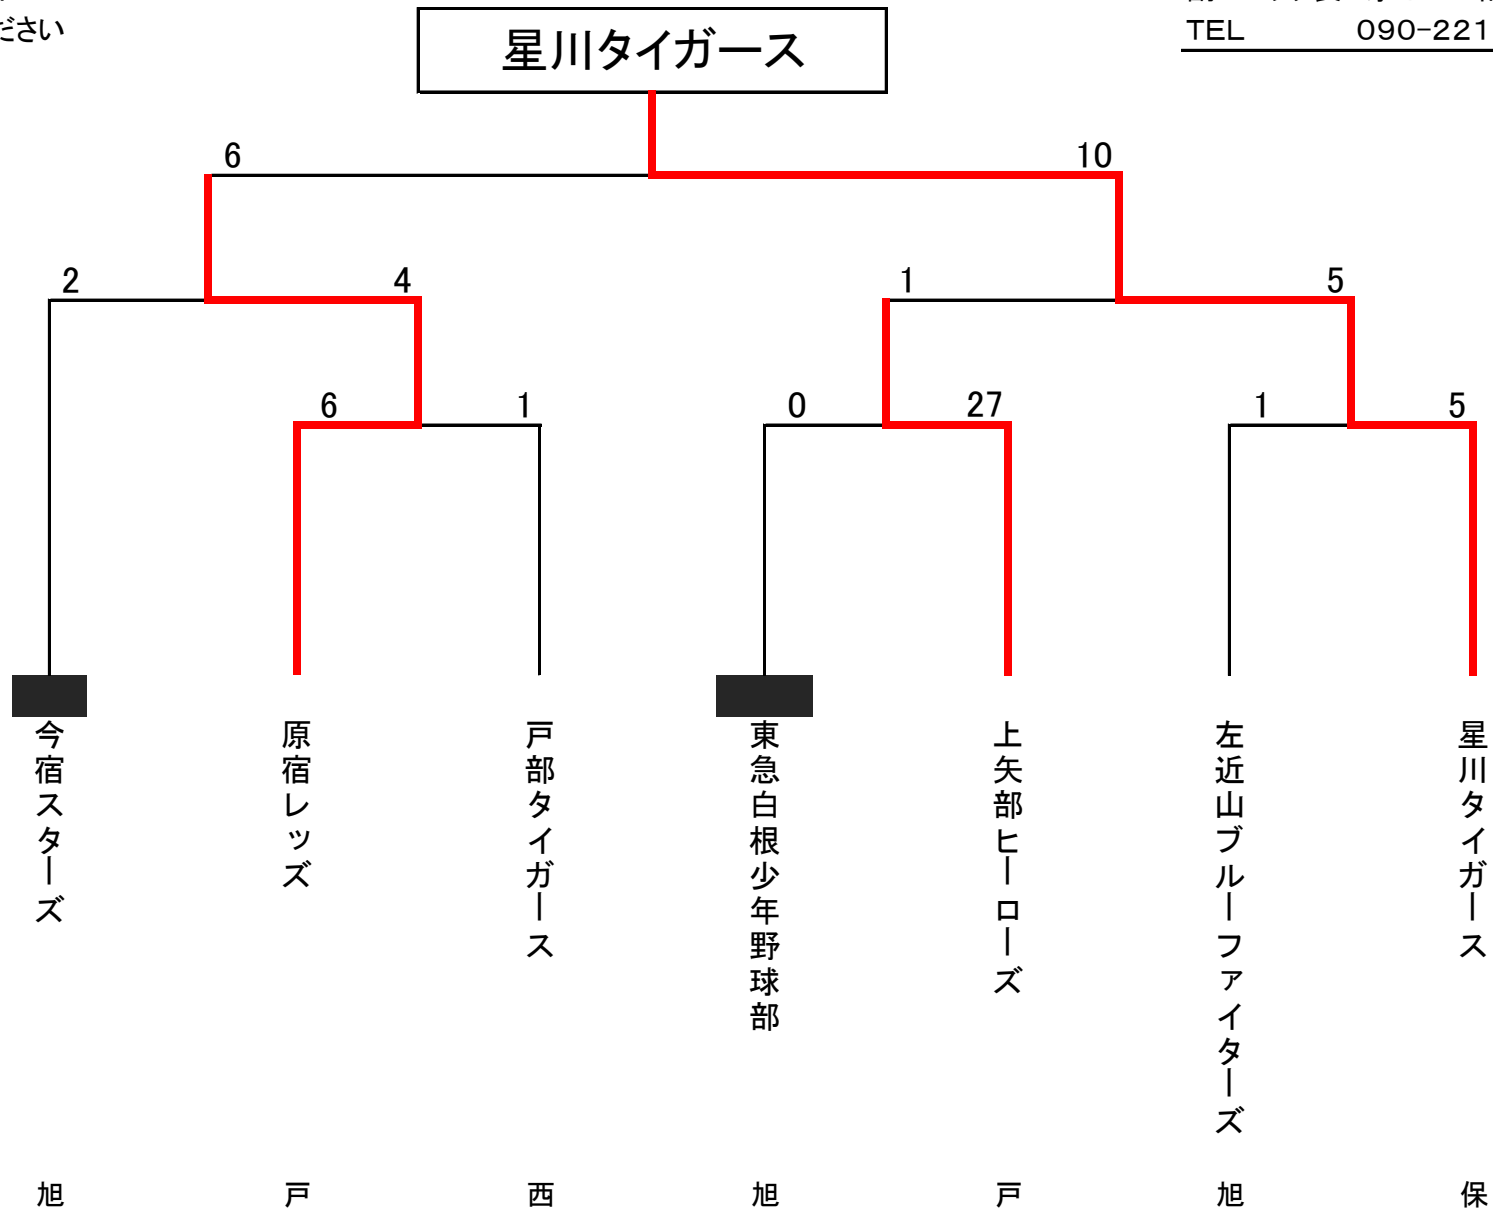 ださい
TEL 090-221
星川タイガース
6 10
2 4 1 5
6 1 0 27 1 5
今宿スターズ
原宿レッズ
戸部タイガース
東急白根少年野球部
上矢部ヒーローズ
左近山ブルーファイターズ
星川タイガース
旭 戸 西 旭 戸 旭 保